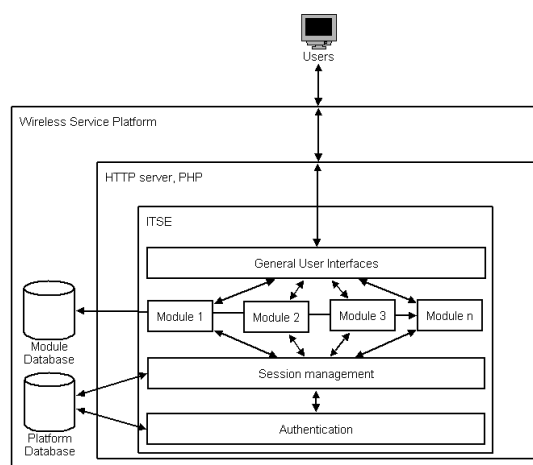 Users
Wireless Service Platform
HTTP server, PHP
ITSE
General User Interfaces
Module 1
Module 2
Module 3
Module n
Module
Database
Session management
Platform
Database
Authentication